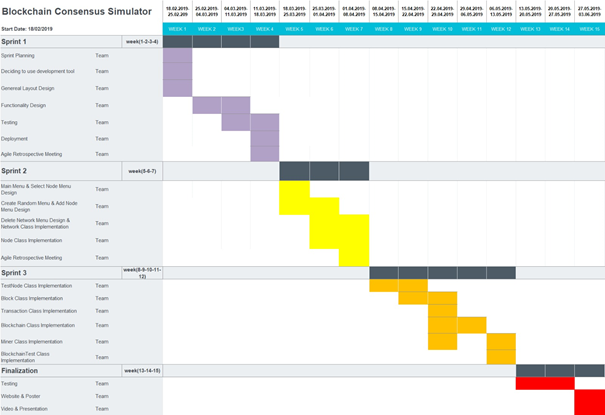 Blockchain Consensus Simulator
18.02.2019- 25.02.2019- 04.03.2019- 11.03.2019- 18.03.2019- 25.03.2019- 01.04.2019- 08.04.2019- 15.04.2019- 22.04.2019- 29.04.2019- 06.05.2019- 13.05.2019- 20.05.2019- 27.05.2019-
25.02.2019 04.03.2019 11.03.2019 18.03.2019 25.03.2019 01.04.2019 08.04.2019 15.04.2019 22.04.2019 29.04.2019 06.05.2019 13.05.2019 20.05.2019 27.05.2019 03.06.2019
Start Date: 18/02/2019
WEEK 1 WEEK 2 WEEK 4 WEEK 5 WEEK 6 WEEK 7 WEEK 8 WEEK 9 WEEK 10 WEEK 11 WEEK 12 WEEK 13 WEEK 14 WEEK 15
Sprint 1 week(1-2-3-4)
Sprint Planning Team
Deciding to use development tool Team
Genereal Layout Design Team
Functionality Design Team
Testing Team
Deployment Team
Agile Retrospective Meeting Team
Sprint 2 week(5-6-7)
Main Menu & Select Node Menu
Design Team
Create Random Menu & Add Node
Menu Design Team
Delete Network Menu Design &
Network Class Implementation Team
Node Class Implementation Team
Agile Retrospective Meeting Team
Sprint 3 week(8-9-10-11-
12)
TestNode Class Implementation Team
Block Class Implementation Team
Transaction Class Implementation Team
Blockchain Class Implementation Team
Miner Class Implementation Team
BlockchainTest Class
Implementation Team
Finalization week(13-14-15)
Testing Team
Website & Poster Team
Video & Presentation Team